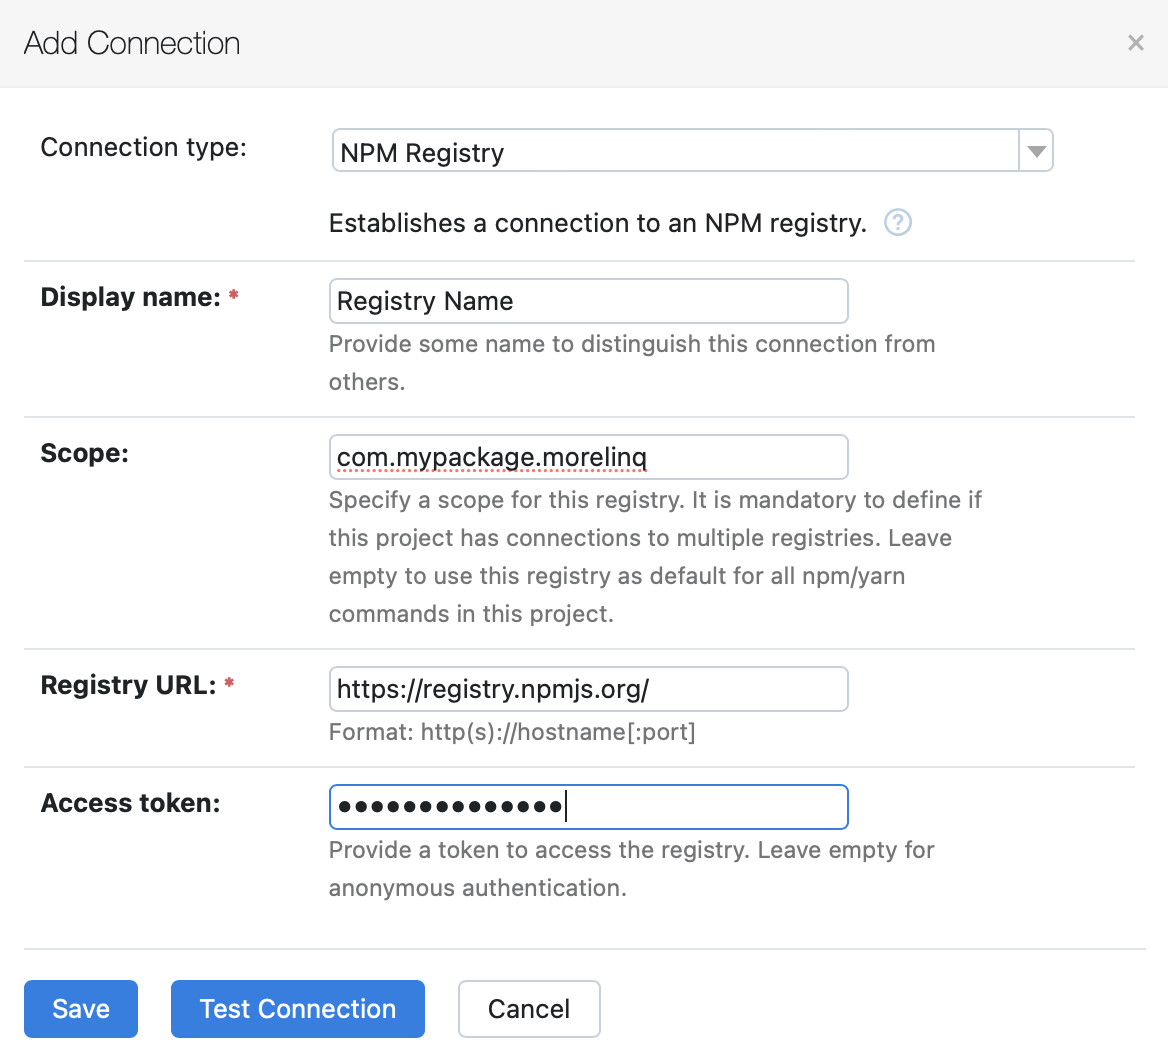 Add Connection ×
Connection type: NPM Registry
Establishes a connection to an NPM registry. ?
Display name: * Registry Name
Provide some name to distinguish this connection from
others.
Scope: com.mypackage.morelinq
Specify a scope for this registry. It is mandatory to define if
this project has connections to multiple registries. Leave
empty to use this registry as default for all npm/yarn
commands in this project.
Registry URL: * https://registry.npmjs.org/
Format: http(s)://hostname[:port]
Access token: ••••••••••••••
Provide a token to access the registry. Leave empty for
anonymous authentication.
Save Test Connection Cancel